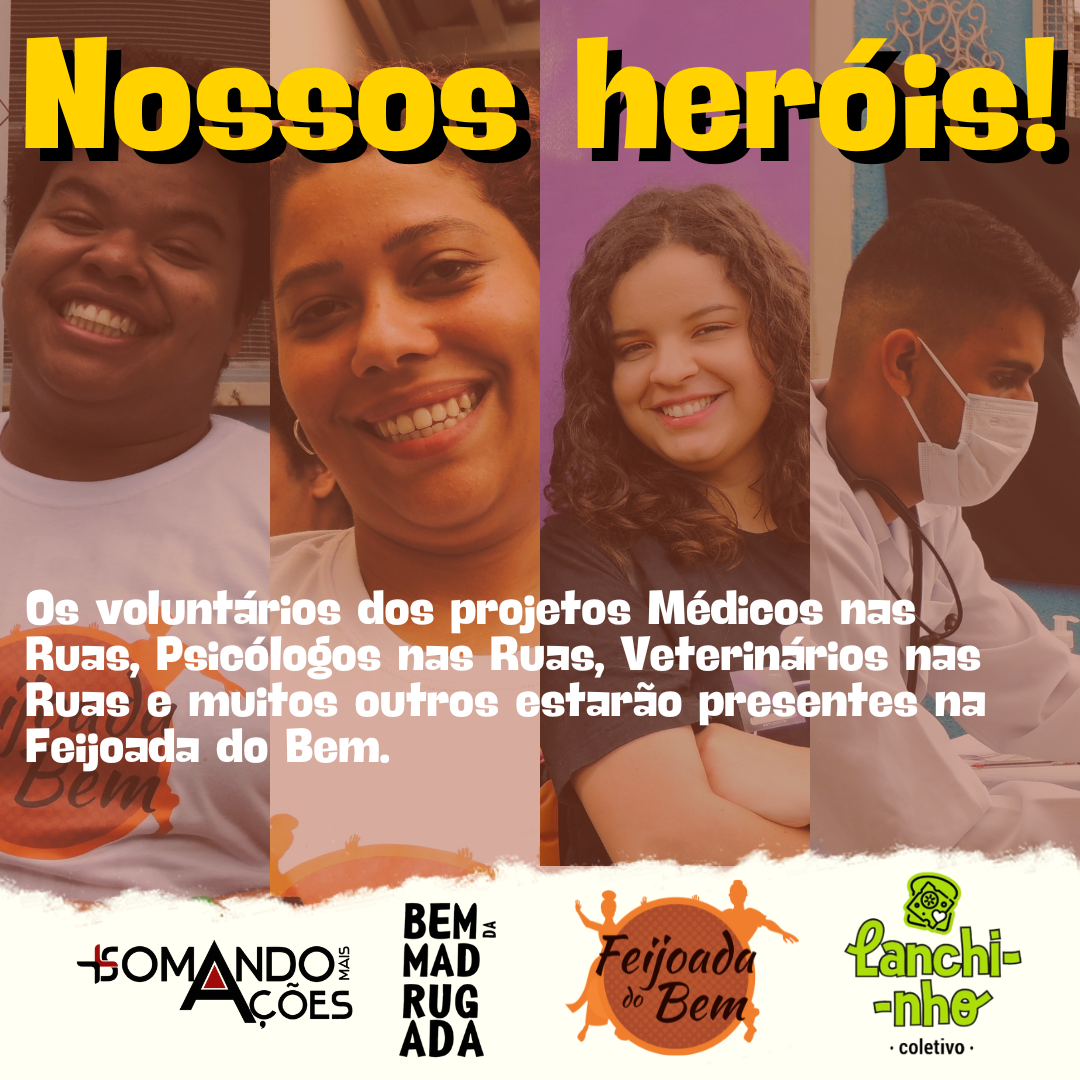 Nossos heróis!
Os voluntários dos projetos Médicos nas
Ruas, Psicólogos nas Ruas, Veterinários nas
Ruas e muitos outros estarão presentes na
Feijoada do Bem.
Bem
+SOMANDO MAIS
AÇÕES
BEM DA
MAD
RUG
ADA
Feijoada
do Bem
Lanchi-
-nho
· coletivo ·